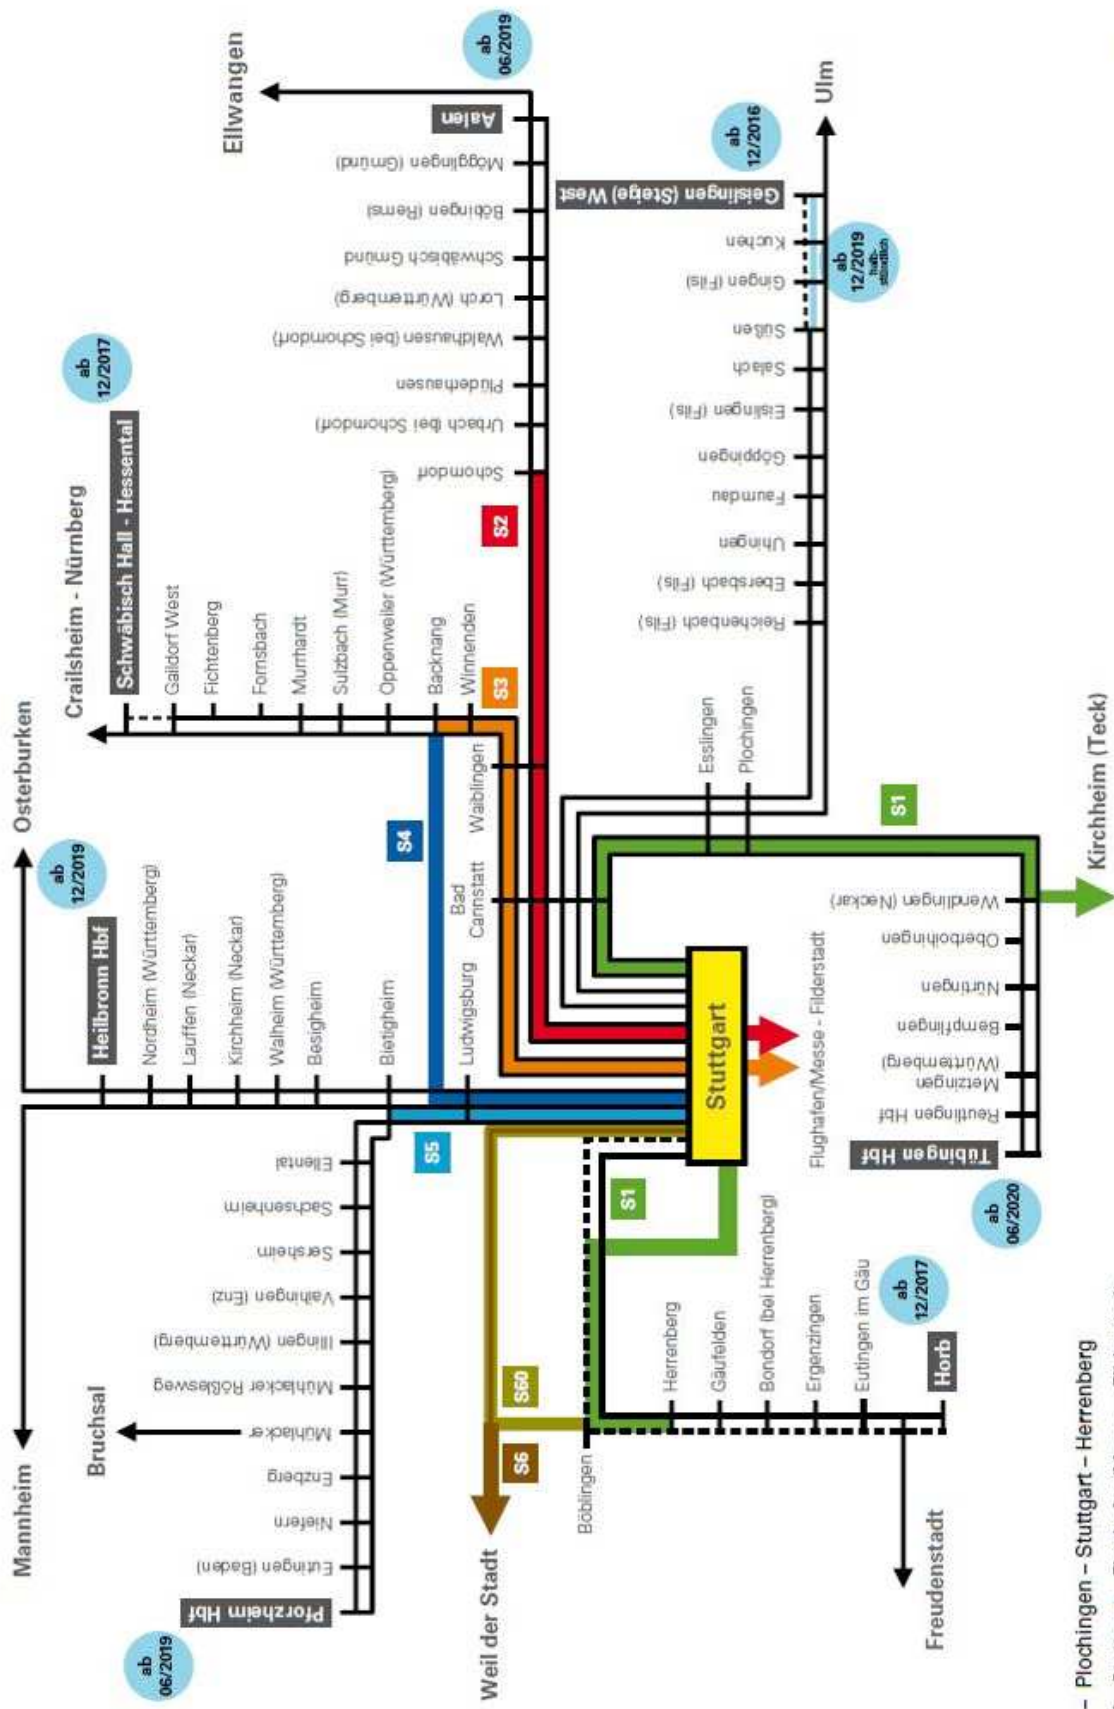 Osterburken
Mannheim
Crailsheim - Nürnberg
Ellwangen
Bruchsal
ab
12/2019
ab
12/2017
ab
06/2019
Heilbronn Hbf
Nordheim (Württemberg)
Lauffen (Neckar)
Kirchheim (Neckar)
Walheim (Württemberg)
Besigheim
Bietigheim
Ludwigsburg
Schwäbisch Hall - Hessental
Gaildorf West
Fichtenberg
Fornsbach
Murrhardt
Sulzbach (Murr)
Oppenweiler (Württemberg)
Backnang
Winnenden
Waiblingen
Bad
Cannstatt
Aalen
Mögglingen (Gmünd)
Böbingen (Rems)
Schwäbisch Gmünd
Lorch (Württemberg)
Waldhausen (bei Schorndorf)
Plüderhausen
Urbach (bei Schorndorf)
Schorndorf
S2
S3
S4
S5
ab
06/2019
Pforzheim Hbf
Eutingen (Baden)
Niefern
Enzberg
Mühlacker
Mühlacker Rößlesweg
Illingen (Württemberg)
Vaihingen (Enz)
Sersheim
Sachsenheim
Ellental
Weil der Stadt
S6
S60
Böblingen
S1
Stuttgart
Flughafen/Messe - Filderstadt
Herrenberg
Gäufelden
Bondorf (bei Herrenberg)
Ergenzingen
Eutingen im Gäu
Horb
ab
12/2017
Freudenstadt
Esslingen
Plochingen
Reichenbach (Fils)
Ebersbach (Fils)
Uhingen
Faurndau
Göppingen
Eislingen (Fils)
Salach
Süßen
Gingen (Fils)
Kuchen
Geislingen (Steige) West
ab
12/2016
ab
12/2019
halb-
stündlich
Ulm
S1
Kirchheim (Teck)
Wendlingen (Neckar)
Oberboihingen
Nürtingen
Bempflingen
Metzingen
(Württemberg)
Reutlingen Hbf
Tübingen Hbf
ab
06/2020
– Plochingen – Stuttgart – Herrenberg